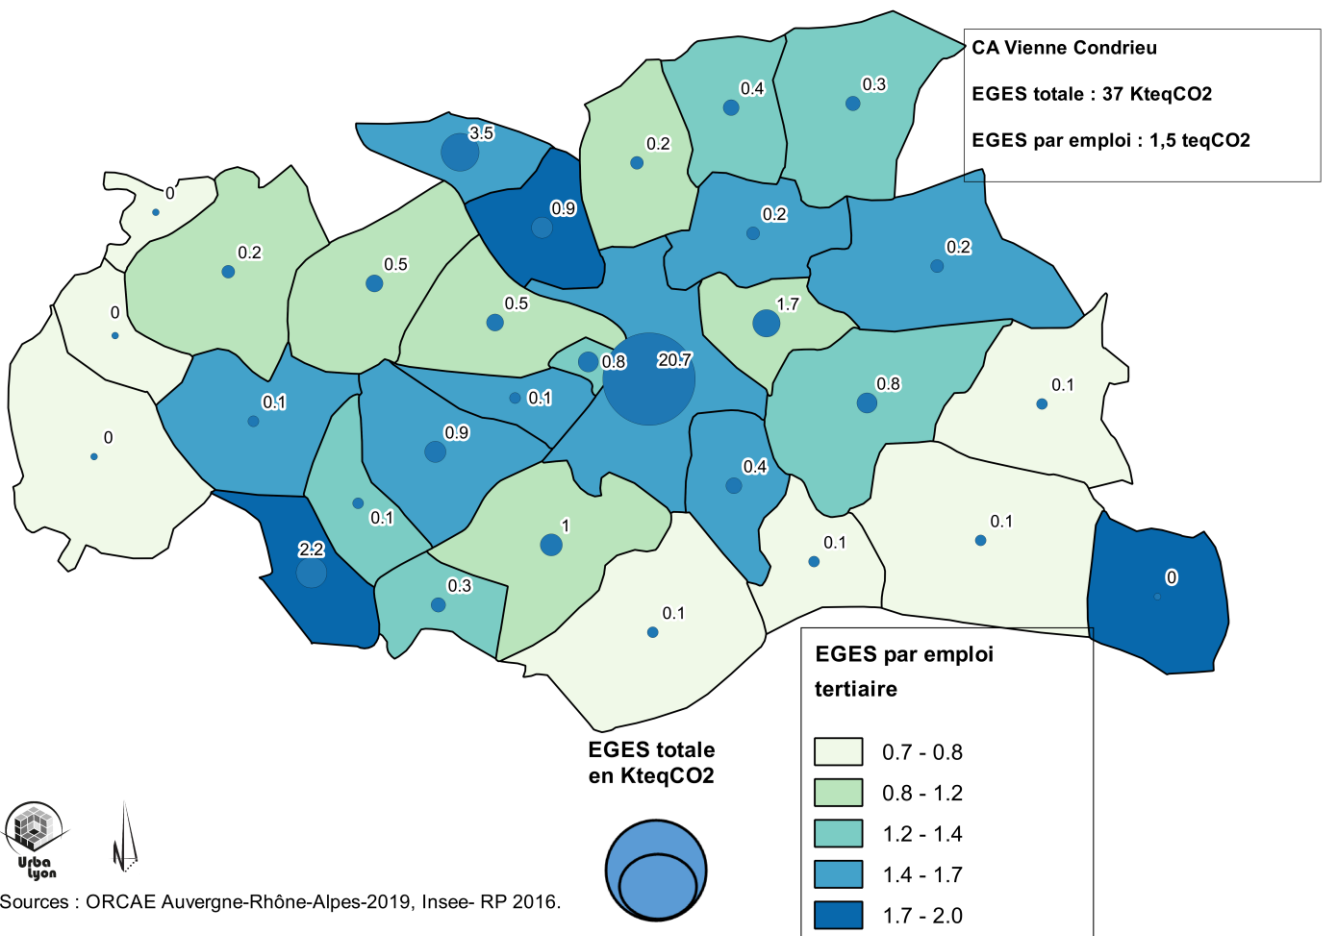 CA Vienne Condrieu
EGES totale : 37 KteqCO2
EGES par emploi : 1,5 teqCO2
0.4
0.3
3.5
0.2
0
0.9
0.2
0.2
0.2
0.5
0.5
1.7
0
0.8
20.7
0.1
0.8
0.1
0.1
0
0.9
0.4
0.1
1
0.1
0.1
2.2
0
0.3
0.1
EGES par emploi
tertiaire
0.7 - 0.8
0.8 - 1.2
1.2 - 1.4
1.4 - 1.7
1.7 - 2.0
EGES totale
en KteqCO2
Urba
Lyon
N
Sources : ORCAE Auvergne-Rhône-Alpes-2019, Insee- RP 2016.